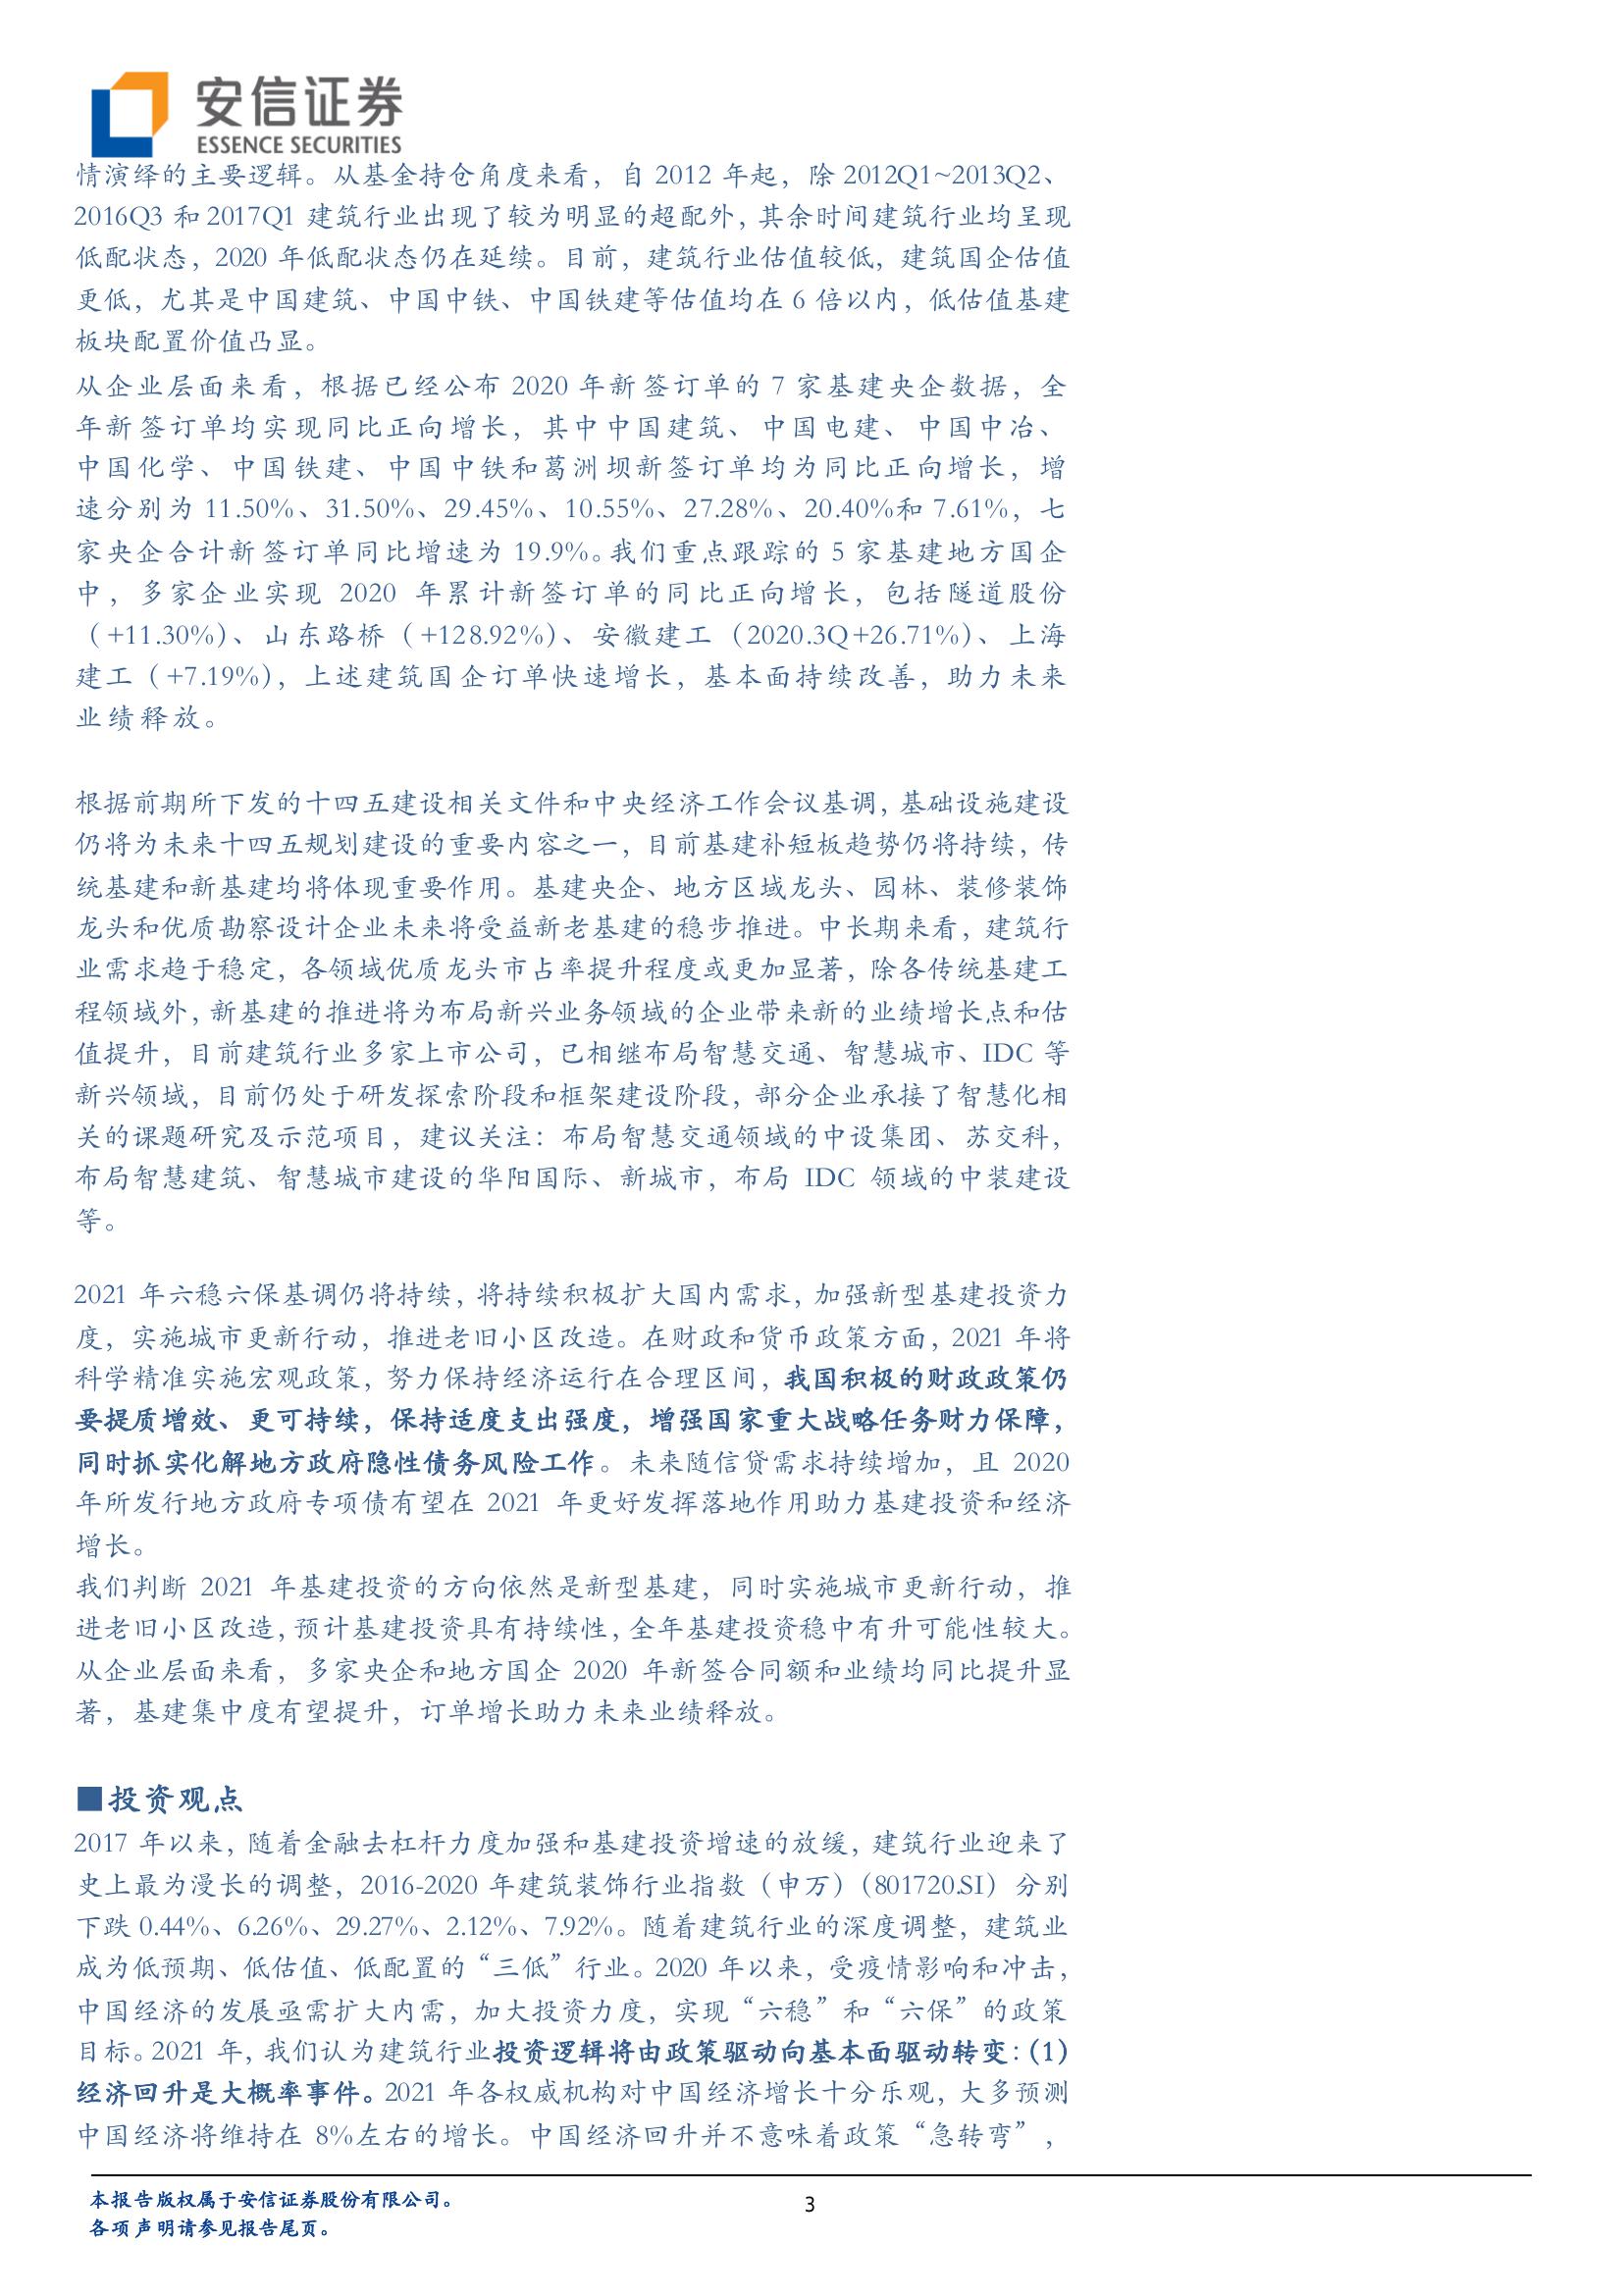 安信证券
ESSENCE SECURITIES
情演绎的主要逻辑。从基金持仓角度来看，自 2012 年起，除 2012Q1~2013Q2、
2016Q3 和 2017Q1 建筑行业出现了较为明显的超配外，其余时间建筑行业均呈现
低配状态，2020 年低配状态仍在延续。目前，建筑行业估值较低，建筑国企估值
更低，尤其是中国建筑、中国中铁、中国铁建等估值均在 6 倍以内，低估值基建
板块配置价值凸显。
从企业层面来看，根据已经公布 2020 年新签订单的 7 家基建央企数据，全
年新签订单均实现同比正向增长，其中中国建筑、中国电建、中国中冶、
中国化学、中国铁建、中国中铁和葛洲坝新签订单均为同比正向增长，增
速分别为 11.50%、31.50%、29.45%、10.55%、27.28%、20.40%和 7.61%，七
家央企合计新签订单同比增速为 19.9%。我们重点跟踪的 5 家基建地方国企
中，多家企业实现 2020 年累计新签订单的同比正向增长，包括隧道股份
（+11.30%）、山东路桥（+128.92%）、安徽建工（2020.3Q+26.71%）、上海
建工（+7.19%），上述建筑国企订单快速增长，基本面持续改善，助力未来
业绩释放。
根据前期所下发的十四五建设相关文件和中央经济工作会议基调，基础设施建设
仍将为未来十四五规划建设的重要内容之一，目前基建补短板趋势仍将持续，传
统基建和新基建均将体现重要作用。基建央企、地方区域龙头、园林、装修装饰
龙头和优质勘察设计企业未来将受益新老基建的稳步推进。中长期来看，建筑行
业需求趋于稳定，各领域优质龙头市占率提升程度或更加显著，除各传统基建工
程领域外，新基建的推进将为布局新兴业务领域的企业带来新的业绩增长点和估
值提升，目前建筑行业多家上市公司，已相继布局智慧交通、智慧城市、IDC 等
新兴领域，目前仍处于研发探索阶段和框架建设阶段，部分企业承接了智慧化相
关的课题研究及示范项目，建议关注：布局智慧交通领域的中设集团、苏交科，
布局智慧建筑、智慧城市建设的华阳国际、新城市，布局 IDC 领域的中装建设
等。
2021 年六稳六保基调仍将持续，将持续积极扩大国内需求，加强新型基建投资力
度，实施城市更新行动，推进老旧小区改造。在财政和货币政策方面，2021 年将
科学精准实施宏观政策，努力保持经济运行在合理区间，我国积极的财政政策仍
要提质增效、更可持续，保持适度支出强度，增强国家重大战略任务财力保障，
同时抓实化解地方政府隐性债务风险工作。未来随信贷需求持续增加，且 2020
年所发行地方政府专项债有望在 2021 年更好发挥落地作用助力基建投资和经济
增长。
我们判断 2021 年基建投资的方向依然是新型基建，同时实施城市更新行动，推
进老旧小区改造，预计基建投资具有持续性，全年基建投资稳中有升可能性较大。
从企业层面来看，多家央企和地方国企 2020 年新签合同额和业绩均同比提升显
著，基建集中度有望提升，订单增长助力未来业绩释放。
■投资观点
2017 年以来，随着金融去杠杆力度加强和基建投资增速的放缓，建筑行业迎来了
史上最为漫长的调整，2016-2020 年建筑装饰行业指数（申万）（801720.SI）分别
下跌 0.44%、6.26%、29.27%、2.12%、7.92%。随着建筑行业的深度调整，建筑业
成为低预期、低估值、低配置的“三低”行业。2020 年以来，受疫情影响和冲击，
中国经济的发展亟需扩大内需，加大投资力度，实现“六稳”和“六保”的政策
目标。2021 年，我们认为建筑行业投资逻辑将由政策驱动向基本面驱动转变：（1）
经济回升是大概率事件。2021 年各权威机构对中国经济增长十分乐观，大多预测
中国经济将维持在 8%左右的增长。中国经济回升并不意味着政策“急转弯”，
本报告版权属于安信证券股份有限公司。
3
各项声明请参见报告尾页。